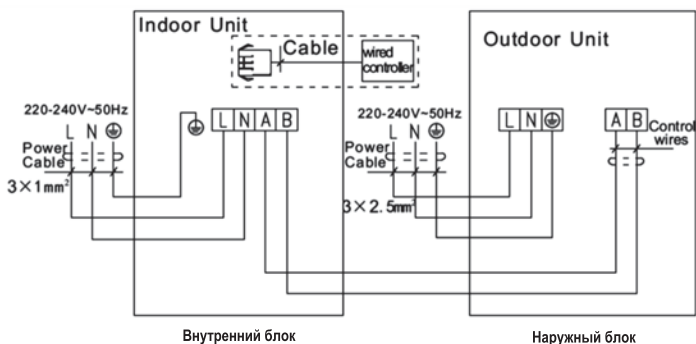 Indoor Unit
Cable
wired
controller
Outdoor Unit
220-240V~50Hz
L N
Power
Cable
3×1mm²
L N A B
220-240V~50Hz
L N
Power
Cable
3×2.5mm²
L N
A B
Control
wires
Внутренний блок
Наружный блок